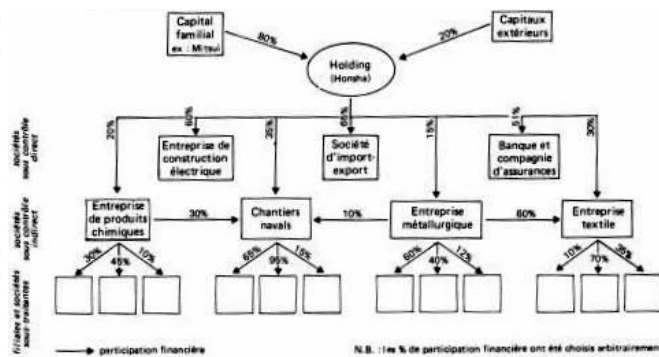 Capital
familial
ex : Mitsui
80%
20%
Capitaux
extérieurs
Holding
(Honsha)
sociétés
sous contrôle
direct
20%
60%
35%
66%
15%
51%
30%
Entreprise de
construction
électrique
Société
d'import-
export
Banque et
compagnie
d'assurances
sociétés
sous contrôle
indirect
Entreprise
de produits
chimiques
30%
Chantiers
navals
10%
Entreprise
métallurgique
60%
Entreprise
textile
filiales et sociétés
sous-traitantes
30%
45%
10%
65%
95%
15%
60%
40%
12%
10%
70%
35%
participation financière
N.B. : les % de participation financière ont été choisis arbitrairemen